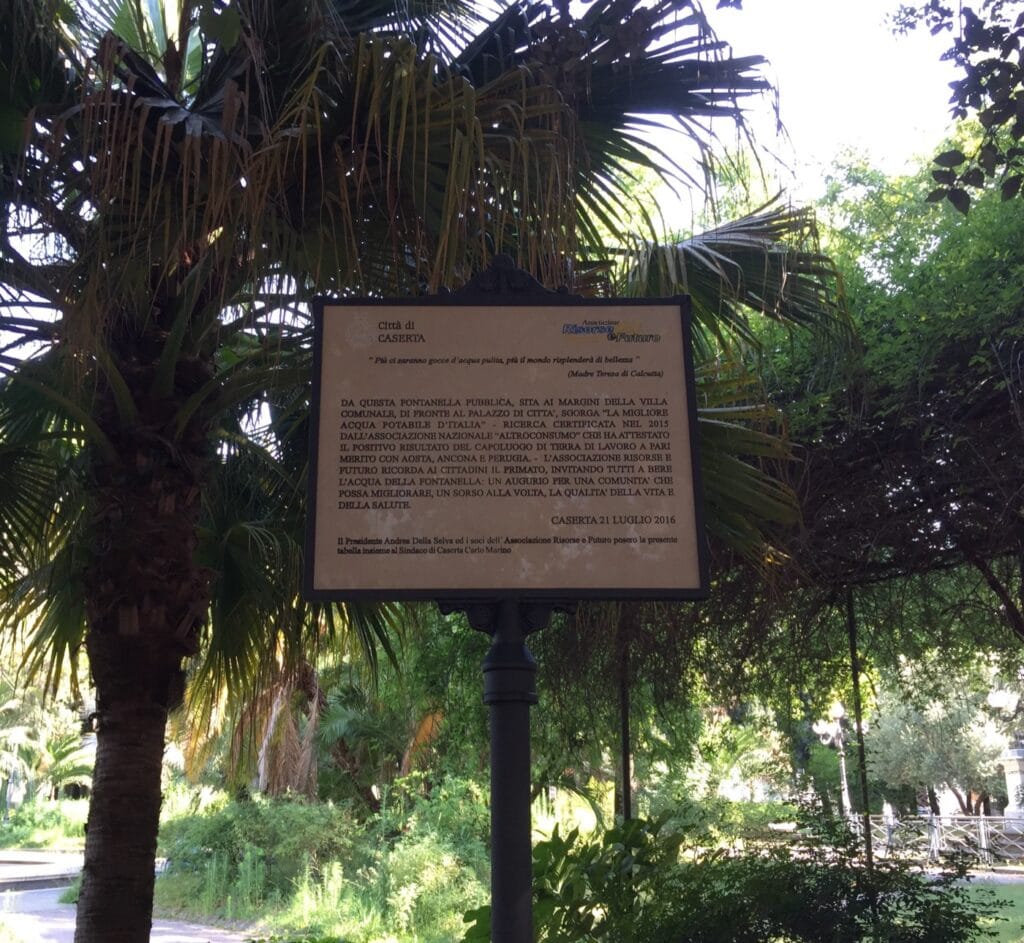 Città di
CASERTA
Associazione
Risorse
e Futuro
" Più ci saranno gocce d'acqua pulita, più il mondo risplenderà di bellezza "
(Madre Teresa di Calcutta)
DA QUESTA FONTANELLA PUBBLICA, SITA AI MARGINI DELLA VILLA
COMUNALE, DI FRONTE AL PALAZZO DI CITTA', SGORGA "LA MIGLIORE
ACQUA POTABILE D'ITALIA" - RICERCA CERTIFICATA NEL 2015
DALL'ASSOCIAZIONE NAZIONALE "ALTROCONSUMO" CHE HA ATTESTATO
IL POSITIVO RISULTATO DEL CAPOLUOGO DI TERRA DI LAVORO A PARI
MERITO CON AOSTA, ANCONA E PERUGIA. - L'ASSOCIAZIONE RISORSE E
FUTURO RICORDA AI CITTADINI IL PRIMATO, INVITANDO TUTTI A BERE
L'ACQUA DELLA FONTANELLA: UN AUGURIO PER UNA COMUNITA' CHE
POSSA MIGLIORARE, UN SORSO ALLA VOLTA, LA QUALITA' DELLA VITA E
DELLA SALUTE.
CASERTA 21 LUGLIO 2016
Il Presidente Andrea Della Selva ed i soci dell' Associazione Risorse e Futuro posero la presente
tabella insieme al Sindaco di Caserta Carlo Marino